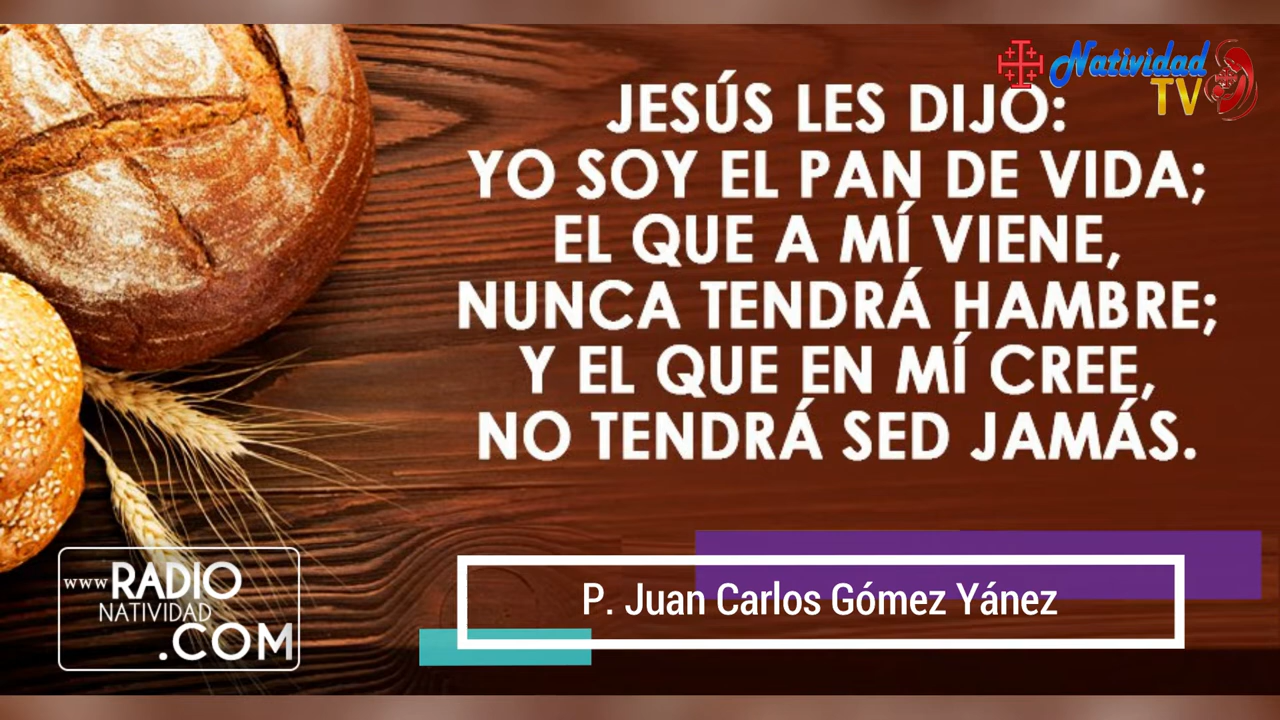 Natividad
TV
JESÚS LES DIJO:
YO SOY EL PAN DE VIDA;
EL QUE A MÍ VIENE,
NUNCA TENDRÁ HAMBRE;
Y EL QUE EN MÍ CREE,
NO TENDRÁ SED JAMÁS.
www RADIO
NATIVIDAD
.COM
P. Juan Carlos Gómez Yánez